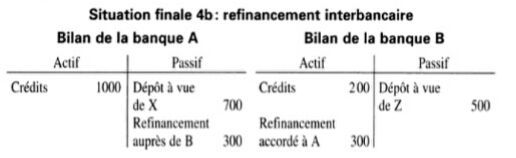 Situation finale 4b : refinancement interbancaire
Bilan de la banque A
Bilan de la banque B
Actif Passif Actif Passif
Crédits 1000 Dépôt à vue Crédits 200 Dépôt à vue
de X 700 de Z 500
Refinancement Refinancement
auprès de B 300 accordé à A 300